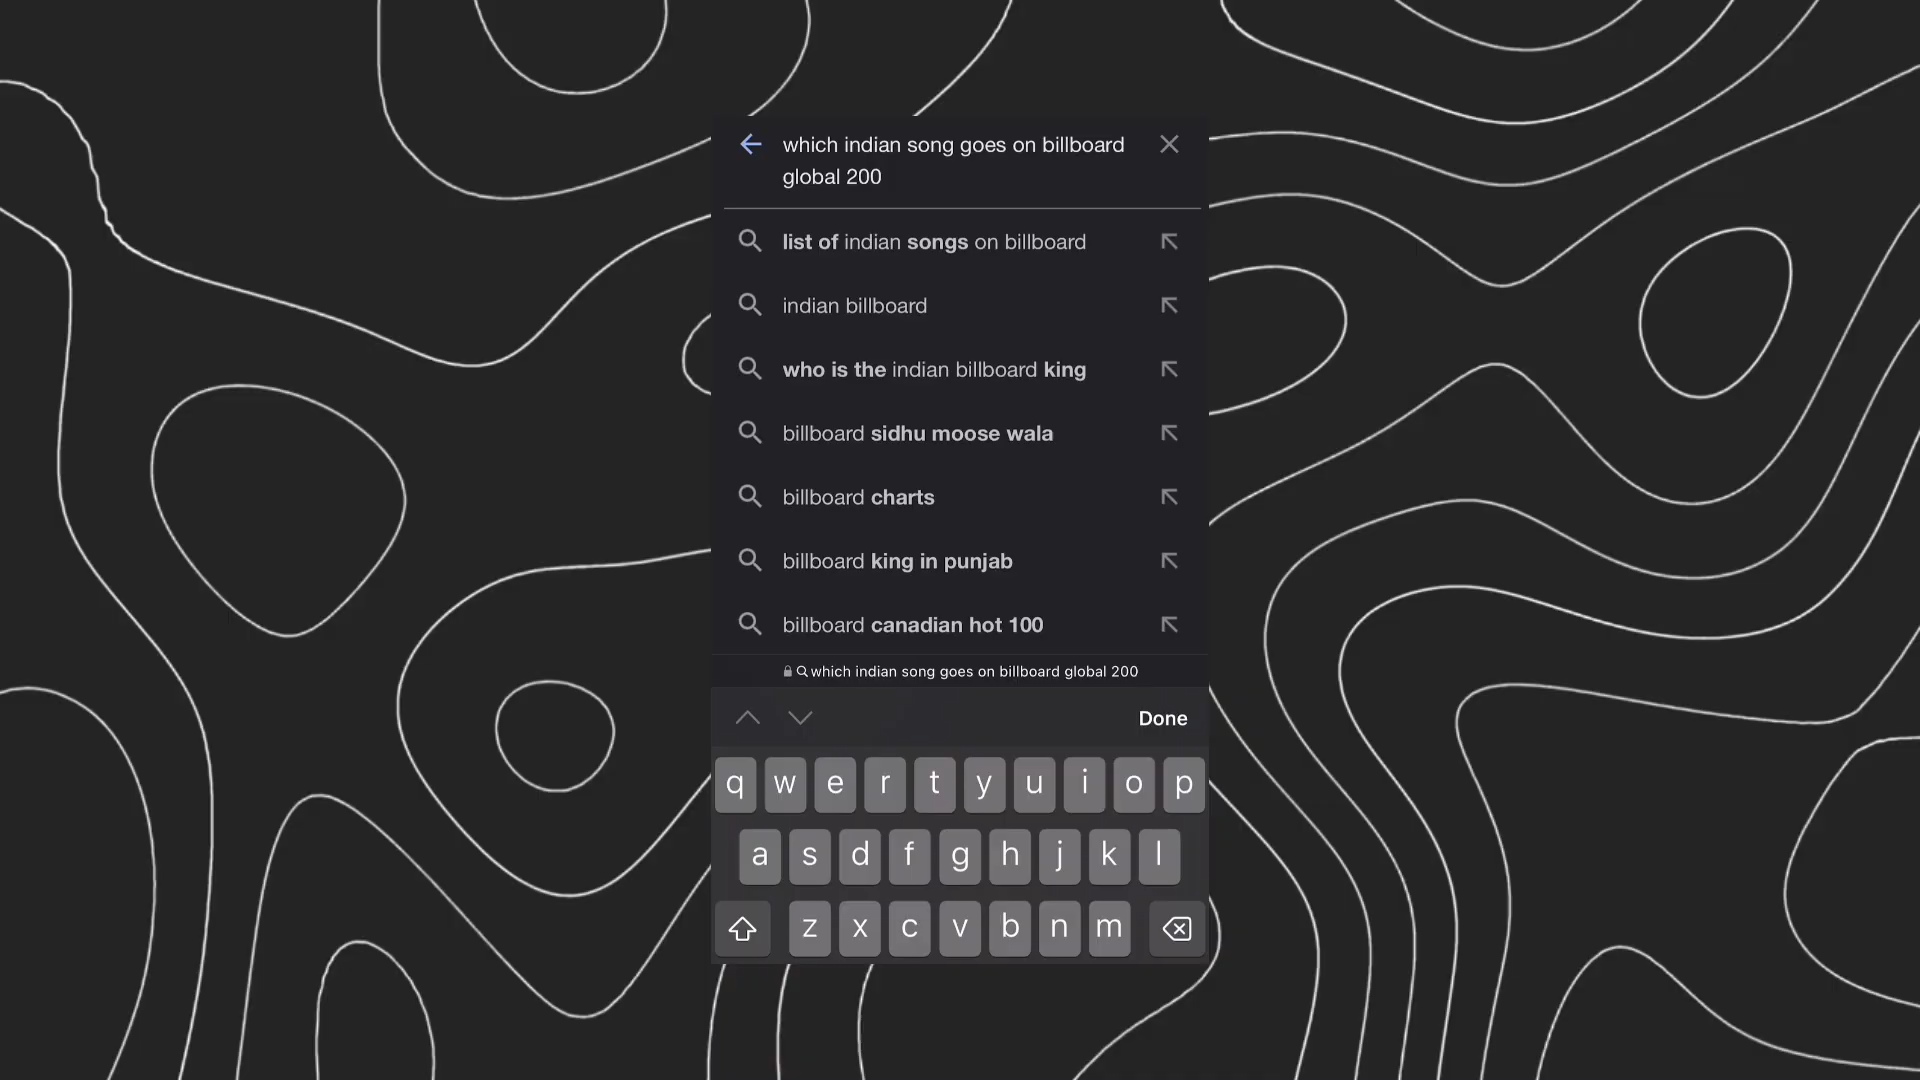 which indian song goes on billboard
global 200
list of indian songs on billboard
indian billboard
who is the indian billboard king
billboard sidhu moose wala
billboard charts
billboard king in punjab
billboard canadian hot 100
which indian song goes on billboard global 200
Done
q w e r t y u i o p
a s d f g h j k l
z x c v b n m